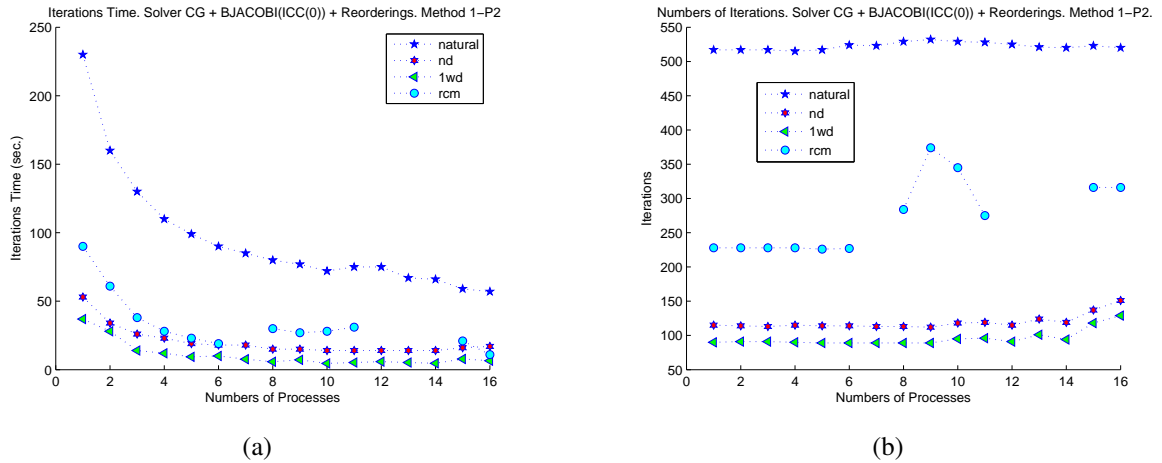 Iterations Time. Solver CG + BJACOBI(ICC(0)) + Reorderings. Method 1−P2
250
200
150
100
50
0
Iterations Time (sec.)
natural
nd
1wd
rcm
0 2 4 6 8 10 12 14 16
Numbers of Processes
(a)
Numbers of Iterations. Solver CG + BJACOBI(ICC(0)) + Reorderings. Method 1−P2.
550
500
450
400
350
300
250
200
150
100
50
Iterations
natural
nd
1wd
rcm
0 2 4 6 8 10 12 14 16
Numbers of Processes
(b)